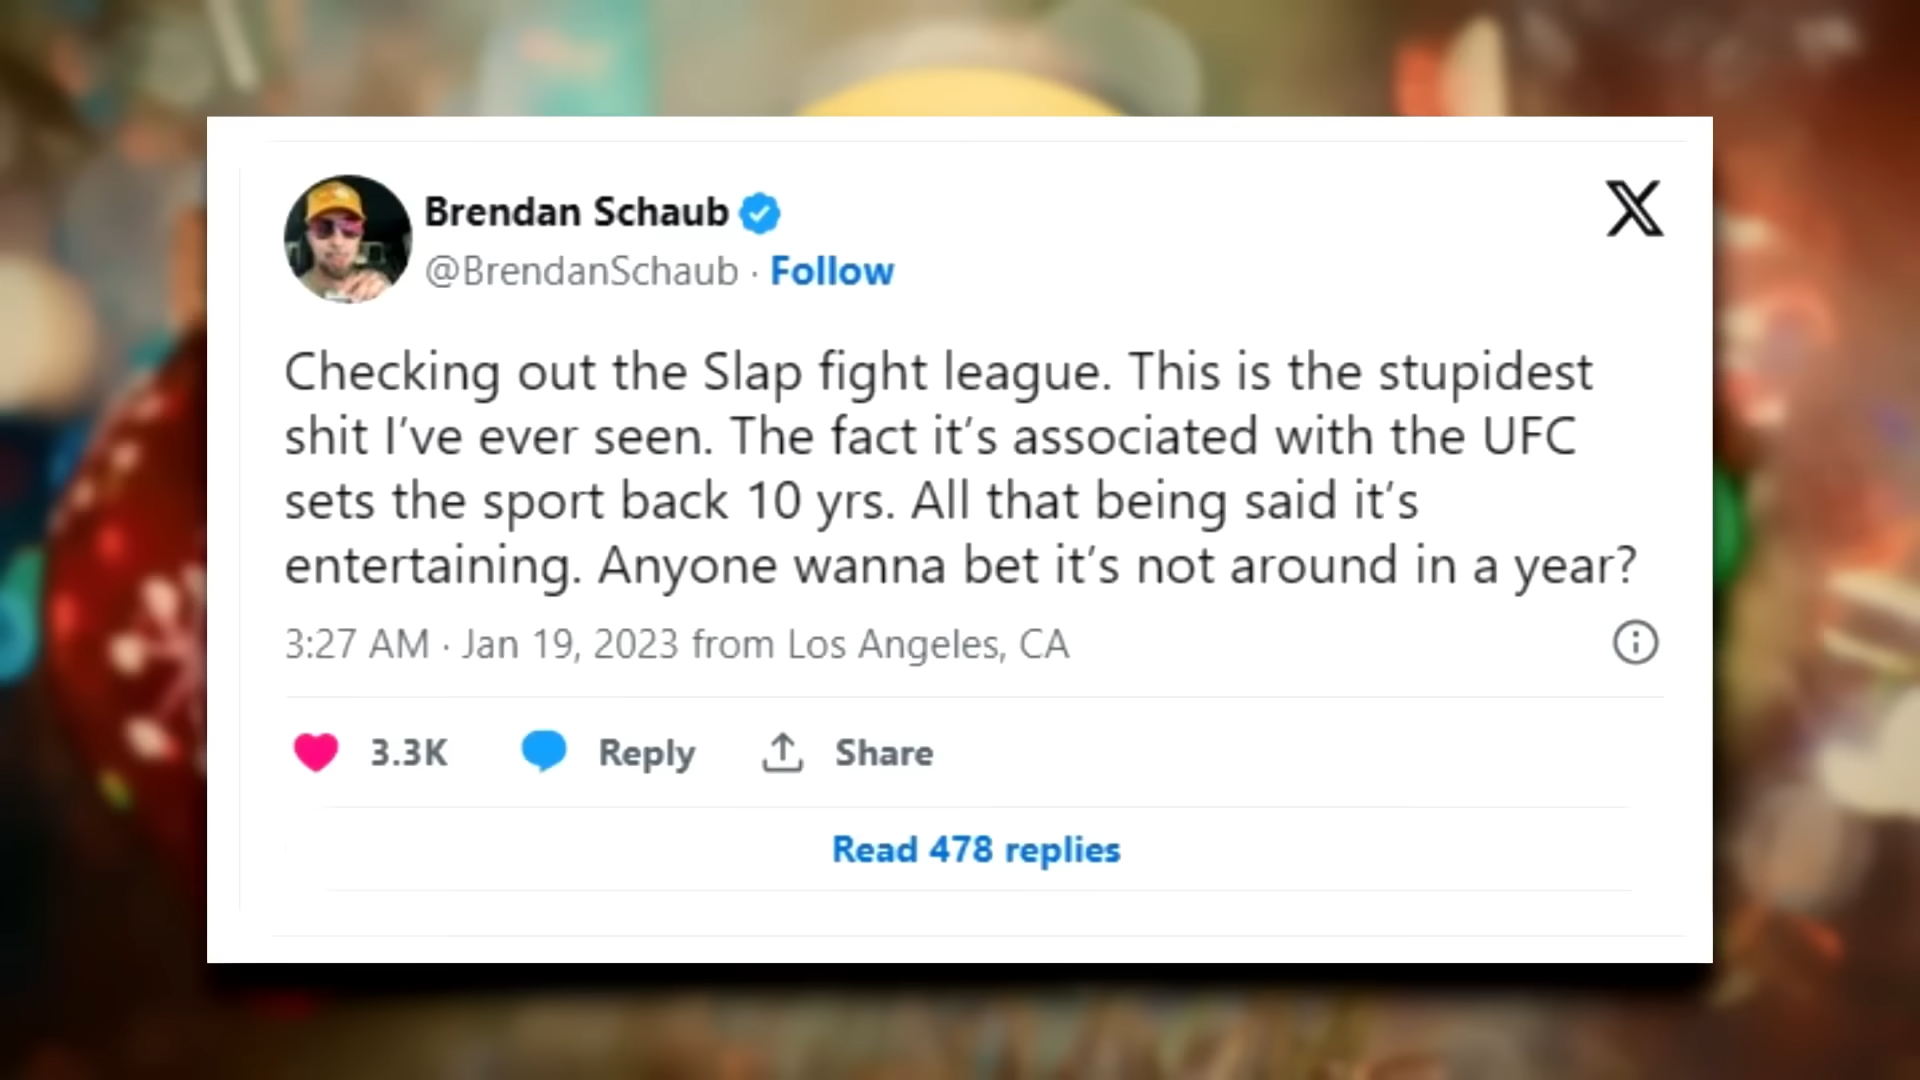 Brendan Schaub
@BrendanSchaub · Follow
Checking out the Slap fight league. This is the stupidest
shit I’ve ever seen. The fact it’s associated with the UFC
sets the sport back 10 yrs. All that being said it’s
entertaining. Anyone wanna bet it’s not around in a year?
3:27 AM · Jan 19, 2023 from Los Angeles, CA
3.3K Reply Share
Read 478 replies